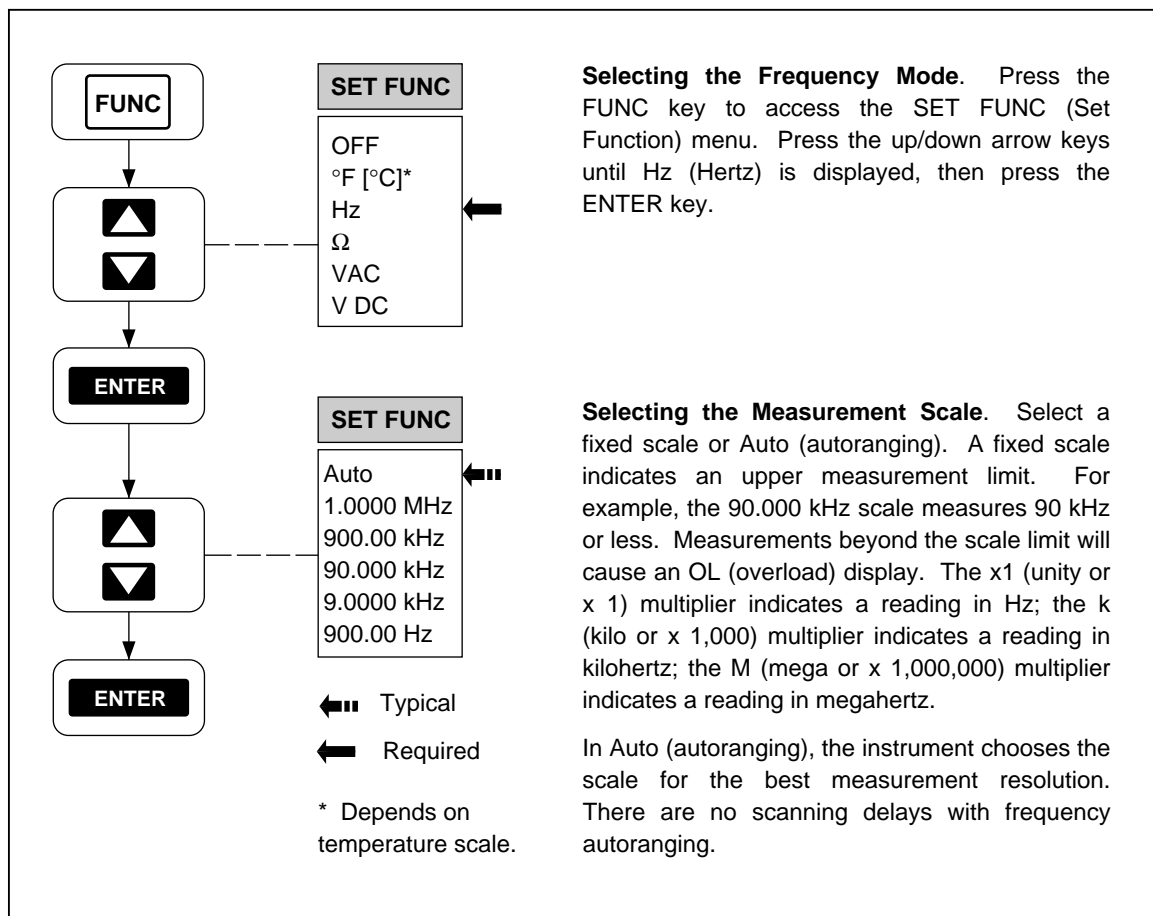 FUNC
SET FUNC
OFF
°F [°C]*
Hz
Ω
VAC
V DC
Selecting the Frequency Mode. Press the
FUNC key to access the SET FUNC (Set
Function) menu. Press the up/down arrow keys
until Hz (Hertz) is displayed, then press the
ENTER key.
ENTER
SET FUNC
Auto
1.0000 MHz
900.00 kHz
90.000 kHz
9.0000 kHz
900.00 Hz
ENTER
Typical
Required
* Depends on
temperature scale.
Selecting the Measurement Scale. Select a
fixed scale or Auto (autoranging). A fixed scale
indicates an upper measurement limit. For
example, the 90.000 kHz scale measures 90 kHz
or less. Measurements beyond the scale limit will
cause an OL (overload) display. The x1 (unity or
x 1) multiplier indicates a reading in Hz; the k
(kilo or x 1,000) multiplier indicates a reading in
kilohertz; the M (mega or x 1,000,000) multiplier
indicates a reading in megahertz.
In Auto (autoranging), the instrument chooses the
scale for the best measurement resolution.
There are no scanning delays with frequency
autoranging.